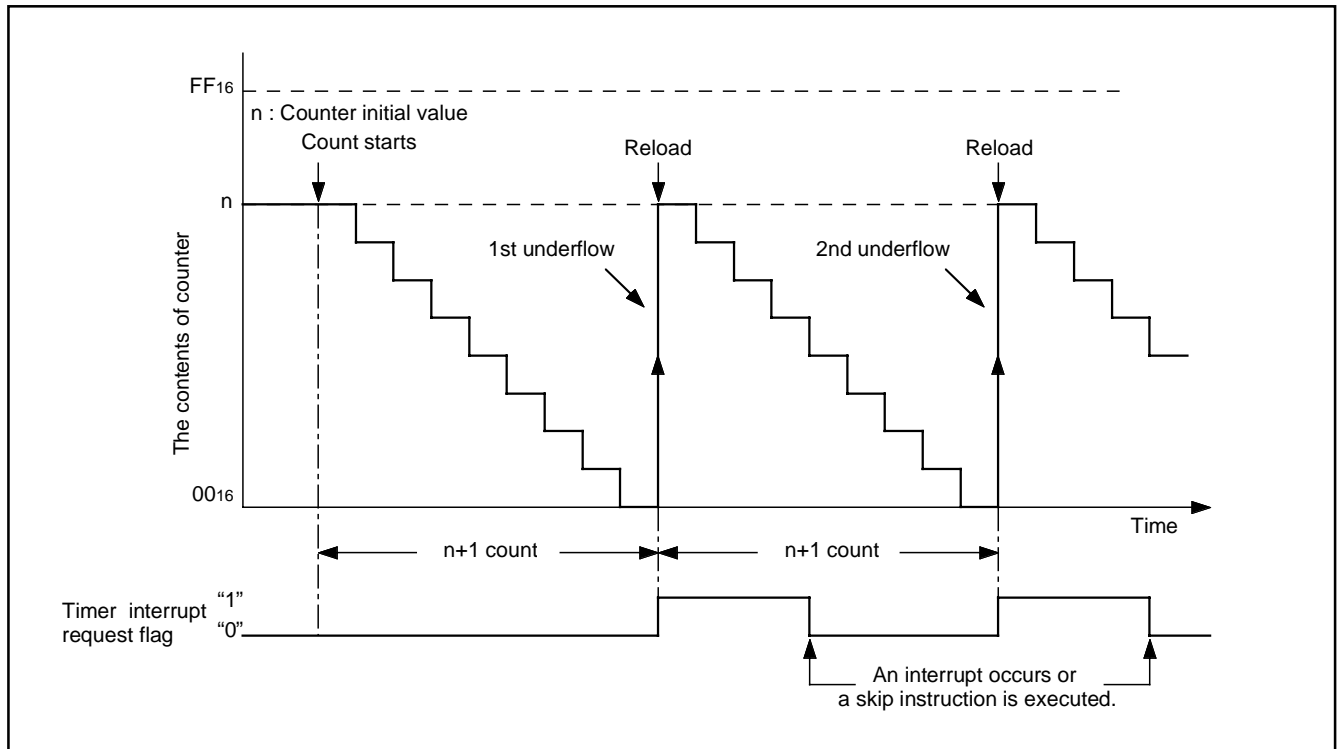 FF16
n : Counter initial value
Count starts
Reload
Reload
n
1st underflow
2nd underflow
The contents of counter
0016
Time
n+1 count
n+1 count
Timer interrupt
request flag
“1”
“0”
An interrupt occurs or
a skip instruction is executed.